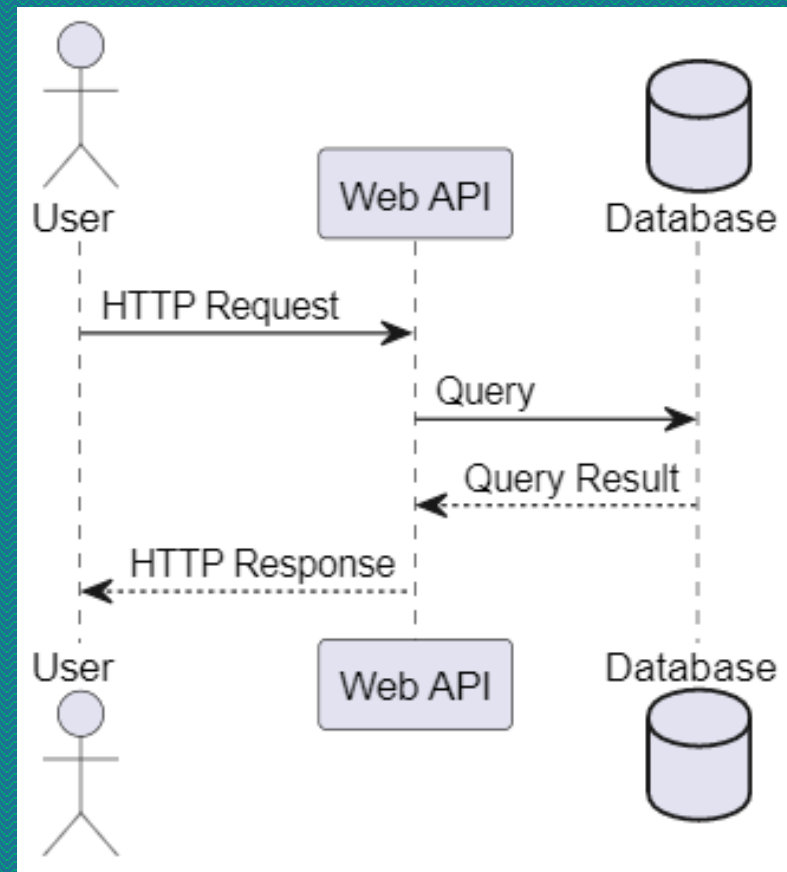 User
Web API
Database
HTTP Request
Query
Query Result
HTTP Response
User
Web API
Database